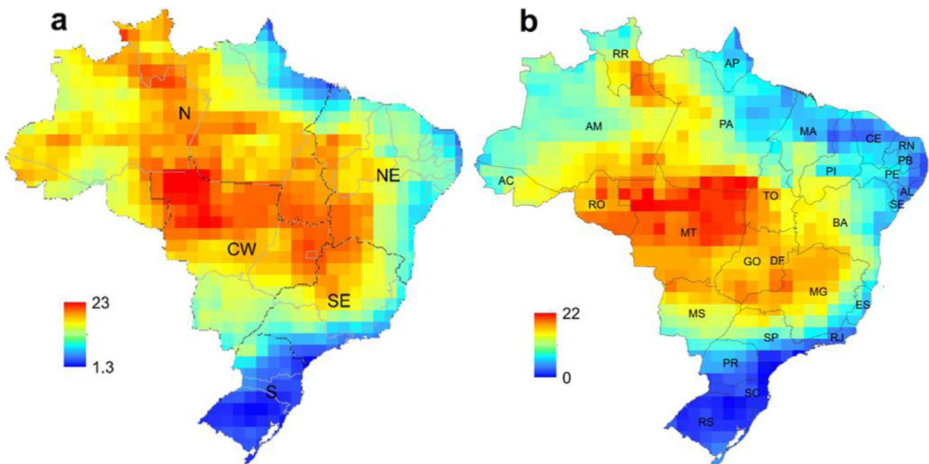 a
N
NE
CW
SE
S
23
1.3
b
RR
AP
AM
PA
MA
CE
RN
PB
PE
PI
AL
SE
AC
RO
TO
BA
MT
GO
DF
MG
ES
MS
SP
RJ
PR
SC
RS
22
0